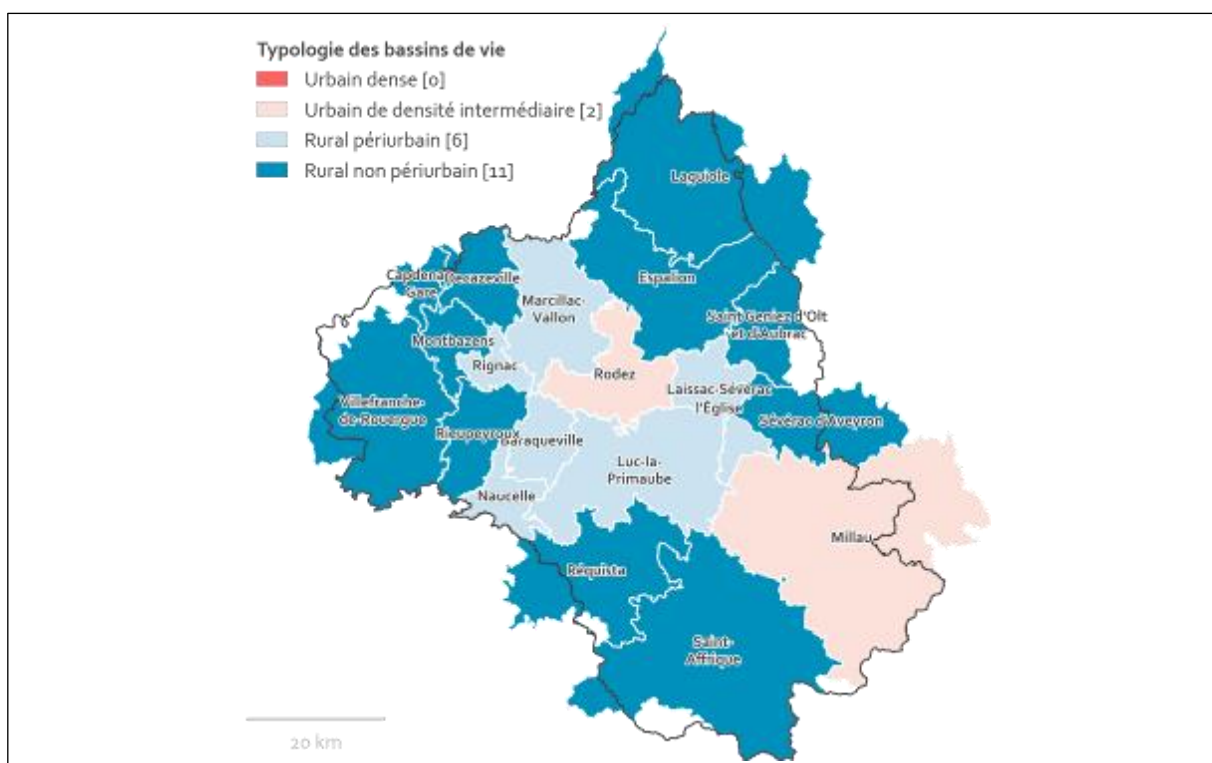 Typologie des bassins de vie
Urbain dense [0]
Urbain de densité intermédiaire [2]
Rural périurbain [6]
Rural non périurbain [11]
Laguiole
Espalion
Capdenac-
Gare
Decazeville
Marcillac-
Vallon
Saint Geniez d'Olt
et d'Aubrac
Montbazens
Rignac
Rodez
Laissac-Sévérac
l'Église
Villefranche-
de-Rouergue
Sévérac d'Aveyron
Rieupeyroux
Baraqueville
Luc-la-
Primaube
Naucelle
Millau
Réquista
Saint-
Affrique
20 km